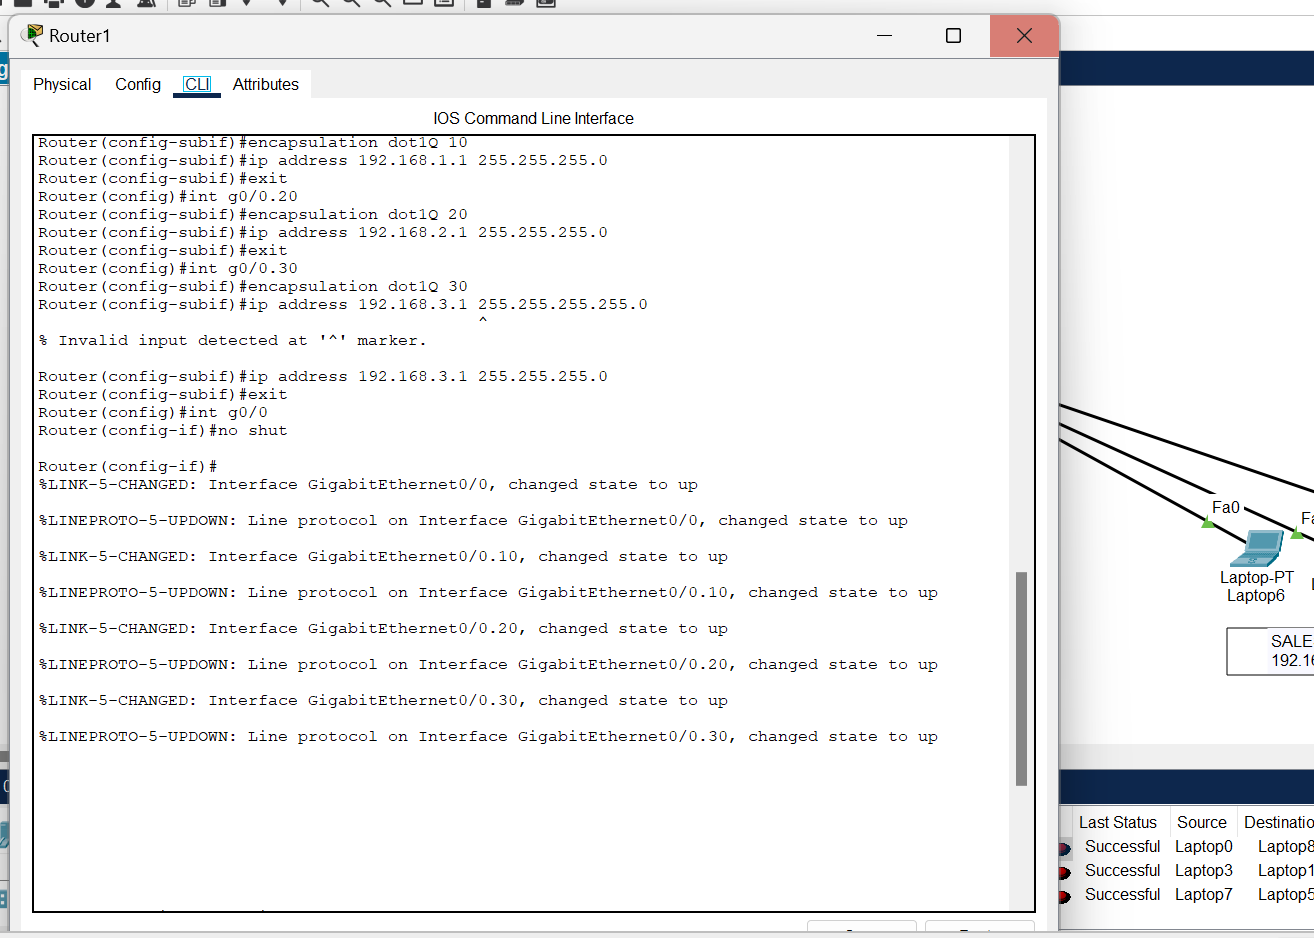 Router1
Physical Config CLI Attributes
IOS Command Line Interface
Router(config-subif)#encapsulation dot1Q 10
Router(config-subif)#ip address 192.168.1.1 255.255.255.0
Router(config-subif)#exit
Router(config)#int g0/0.20
Router(config-subif)#encapsulation dot1Q 20
Router(config-subif)#ip address 192.168.2.1 255.255.255.0
Router(config-subif)#exit
Router(config)#int g0/0.30
Router(config-subif)#encapsulation dot1Q 30
Router(config-subif)#ip address 192.168.3.1 255.255.255.255.0
^
% Invalid input detected at '^' marker.
Router(config-subif)#ip address 192.168.3.1 255.255.255.0
Router(config-subif)#exit
Router(config)#int g0/0
Router(config-if)#no shut
Router(config-if)#
%LINK-5-CHANGED: Interface GigabitEthernet0/0, changed state to up
%LINEPROTO-5-UPDOWN: Line protocol on Interface GigabitEthernet0/0, changed state to up
%LINK-5-CHANGED: Interface GigabitEthernet0/0.10, changed state to up
%LINEPROTO-5-UPDOWN: Line protocol on Interface GigabitEthernet0/0.10, changed state to up
%LINK-5-CHANGED: Interface GigabitEthernet0/0.20, changed state to up
%LINEPROTO-5-UPDOWN: Line protocol on Interface GigabitEthernet0/0.20, changed state to up
%LINK-5-CHANGED: Interface GigabitEthernet0/0.30, changed state to up
%LINEPROTO-5-UPDOWN: Line protocol on Interface GigabitEthernet0/0.30, changed state to up
Fa0
Laptop-PT
Laptop6
SALE
192.16
Last Status Source Destinatio
Successful Laptop0 Laptop8
Successful Laptop3 Laptop1
Successful Laptop7 Laptop5